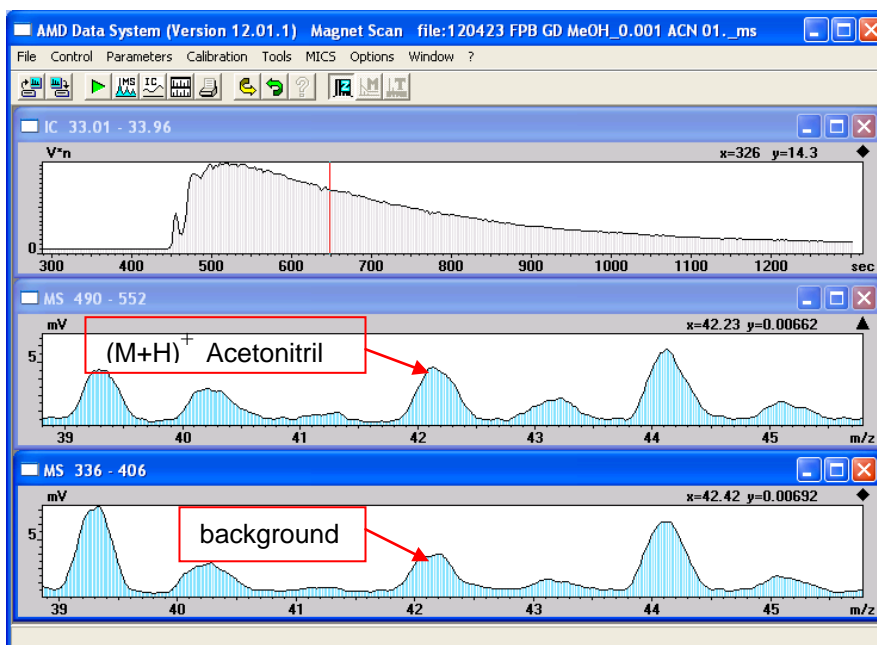 AMD Data System (Version 12.01.1) Magnet Scan file:120423 FPB GD MeOH_0.001 ACN 01._ms
File Control Parameters Calibration Tools MICS Options Window ?
MS IC
IC 33.01 - 33.96
V*n x=326 y=14.3
0
300 400 500 600 700 800 900 1000 1100 1200 sec
MS 490 - 552
mV x=42.23 y=0.00662
5
(M+H)+ Acetonitril
39 40 41 42 43 44 45 m/z
MS 336 - 406
mV x=42.42 y=0.00692
5
background
39 40 41 42 43 44 45 m/z